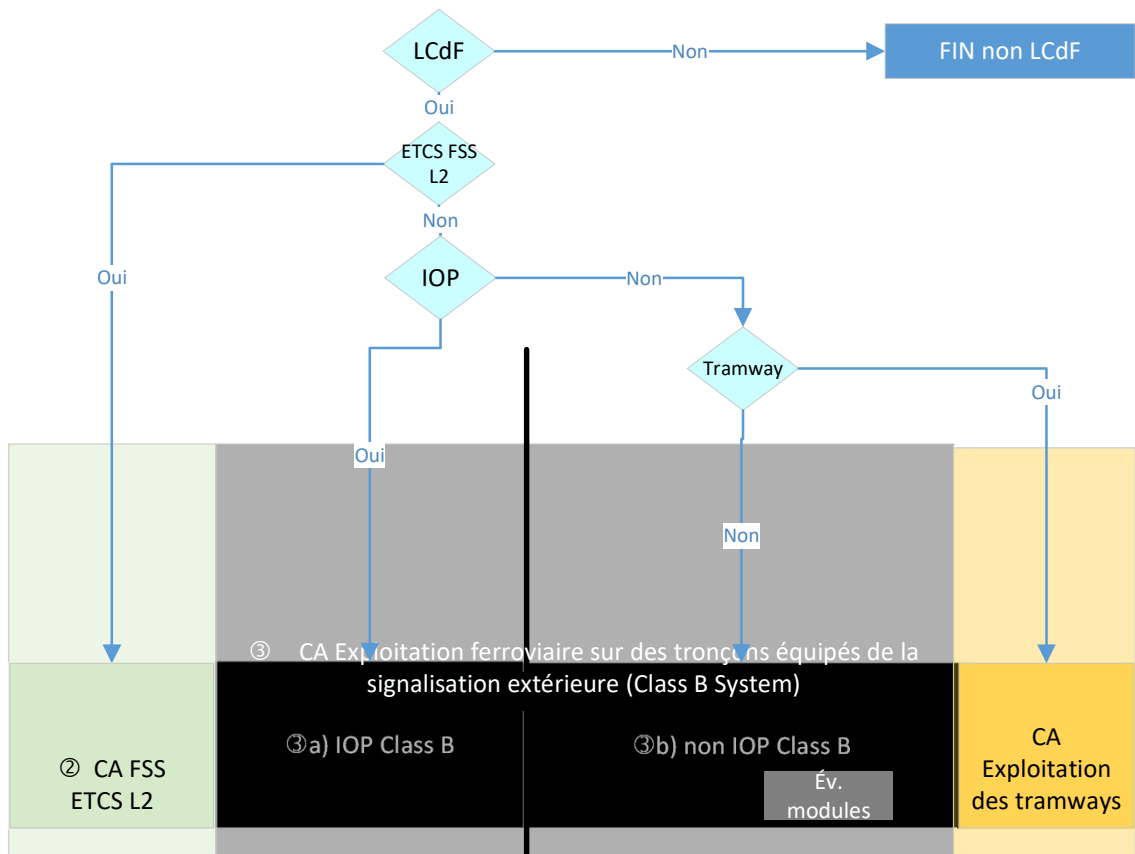 LCdF
Non
FIN non LCdF
Oui
ETCS FSS
L2
Non
Oui
IOP
Non
Tramway
Oui
Oui
Non
③ CA Exploitation ferroviaire sur des tronçons équipés de la
signalisation extérieure (Class B System)
③a) IOP Class B
③b) non IOP Class B
Év.
modules
② CA FSS
ETCS L2
CA
Exploitation
des tramways